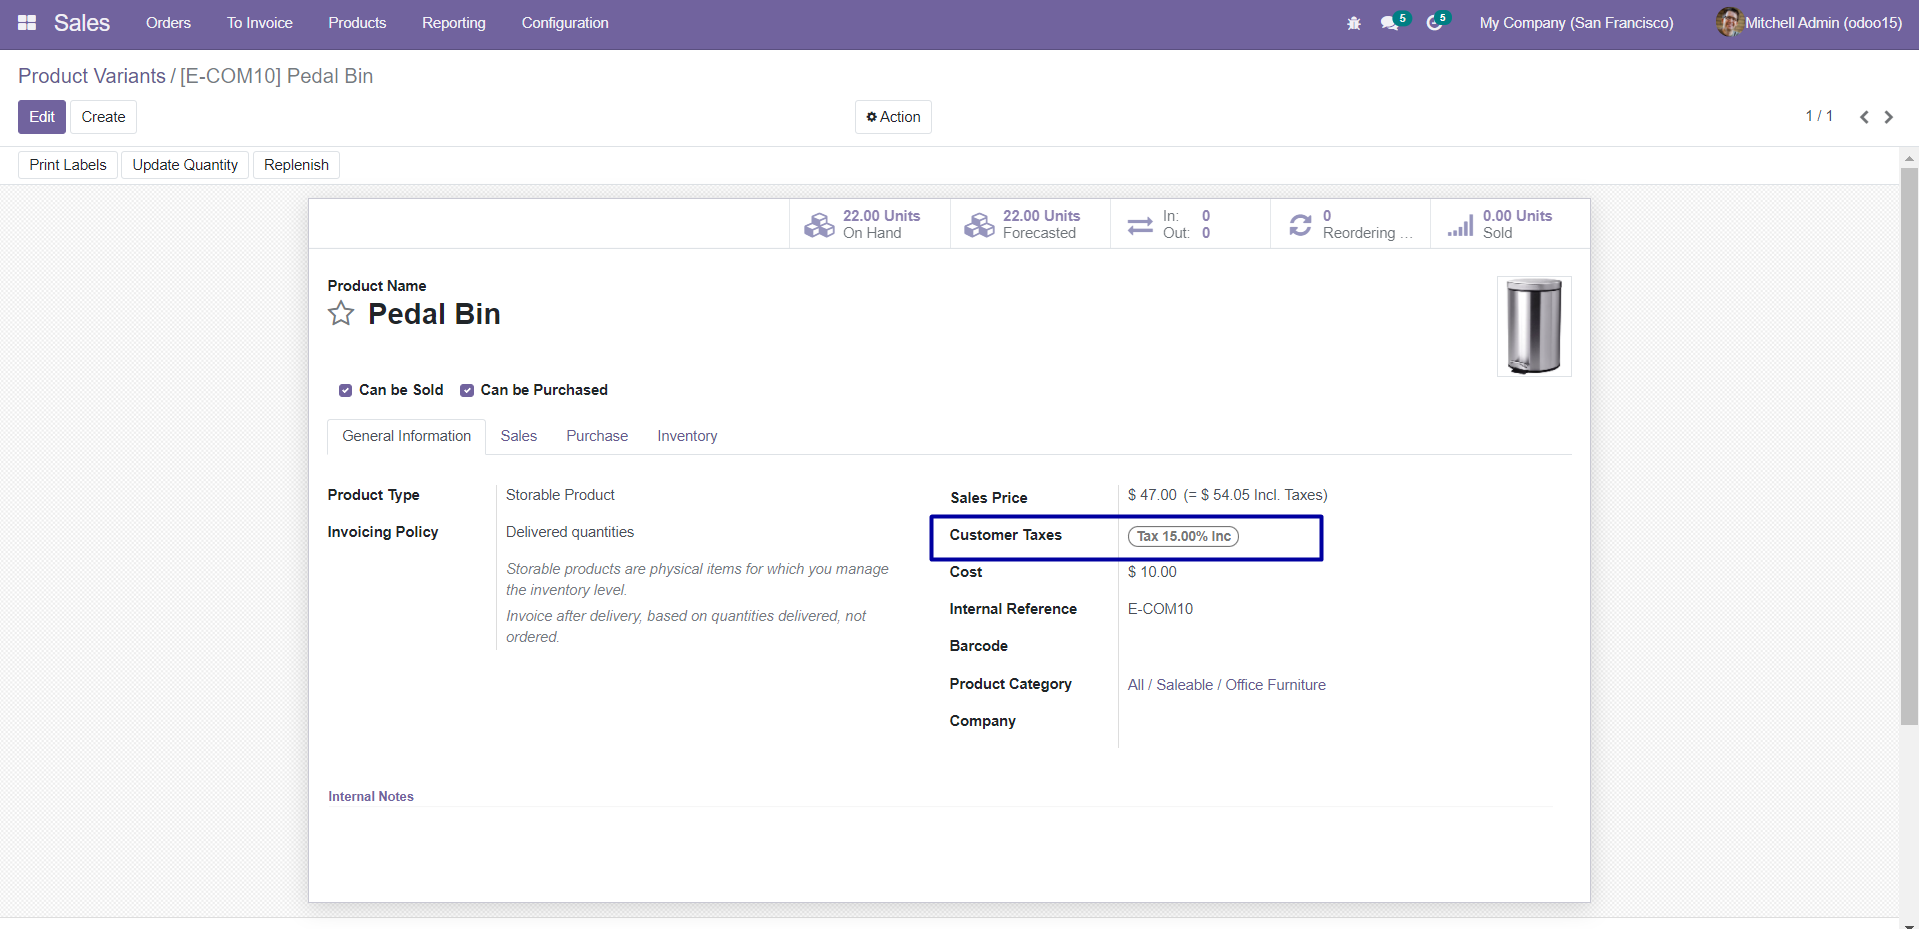 Sales Orders To Invoice Products Reporting Configuration 5 5 My Company (San Francisco) Mitchell Admin (odoo15)
Product Variants / [E-COM10] Pedal Bin
Edit Create Action 1 / 1
Print Labels Update Quantity Replenish
22.00 Units On Hand
22.00 Units Forecasted
In: 0
Out: 0
0 Reordering ...
0.00 Units Sold
Product Name
Pedal Bin
Can be Sold Can be Purchased
General Information Sales Purchase Inventory
Product Type Storable Product
Invoicing Policy Delivered quantities
Storable products are physical items for which you manage
the inventory level.
Invoice after delivery, based on quantities delivered, not
ordered.
Sales Price $ 47.00 (= $ 54.05 Incl. Taxes)
Customer Taxes Tax 15.00% Inc
Cost $ 10.00
Internal Reference E-COM10
Barcode
Product Category All / Saleable / Office Furniture
Company
Internal Notes